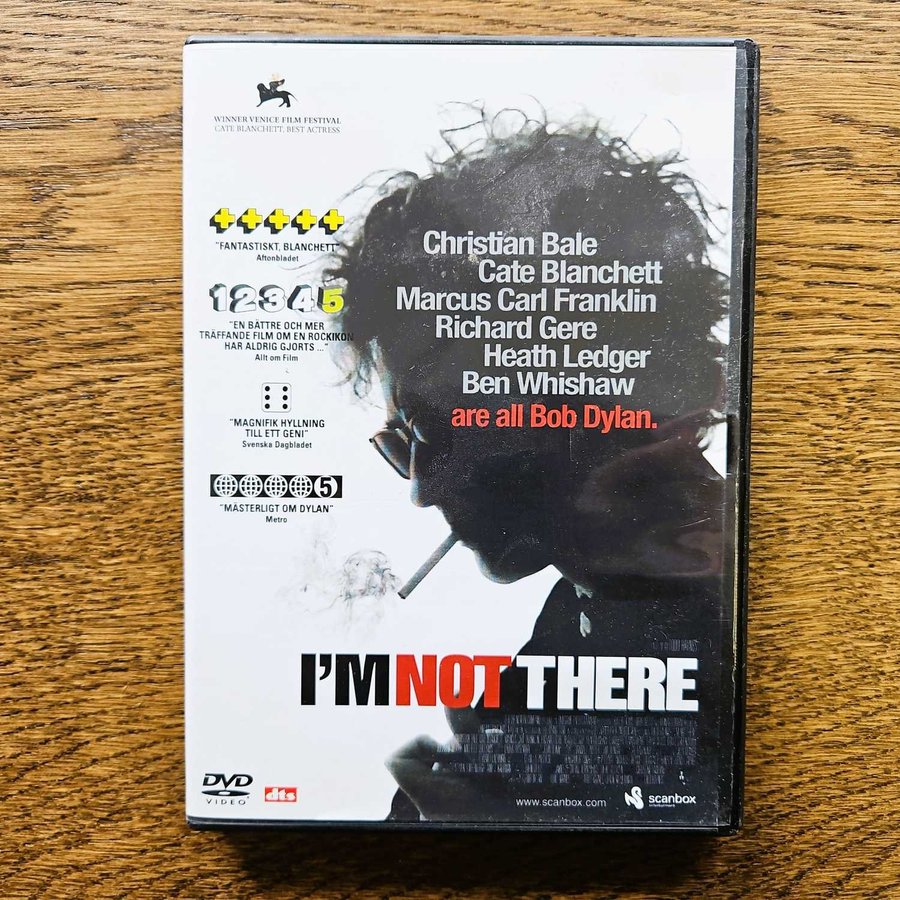 WINNER VENICE FILM FESTIVAL
CATE BLANCHETT, BEST ACTRESS
"FANTASTISKT, BLANCHETT"
Aftonbladet
12345
"EN BÄTTRE OCH MER
TRÄFFANDE FILM OM EN ROCKIKON
HAR ALDRIG GJORTS ..."
Allt om Film
"MAGNIFIK HYLLNING
TILL ETT GENI"
Svenska Dagbladet
5
"MÄSTERLIGT OM DYLAN"
Metro
Christian Bale
Cate Blanchett
Marcus Carl Franklin
Richard Gere
Heath Ledger
Ben Whishaw
are all Bob Dylan.
I'M NOT THERE
DVD
VIDEO
dts
www.scanbox.com
scanbox